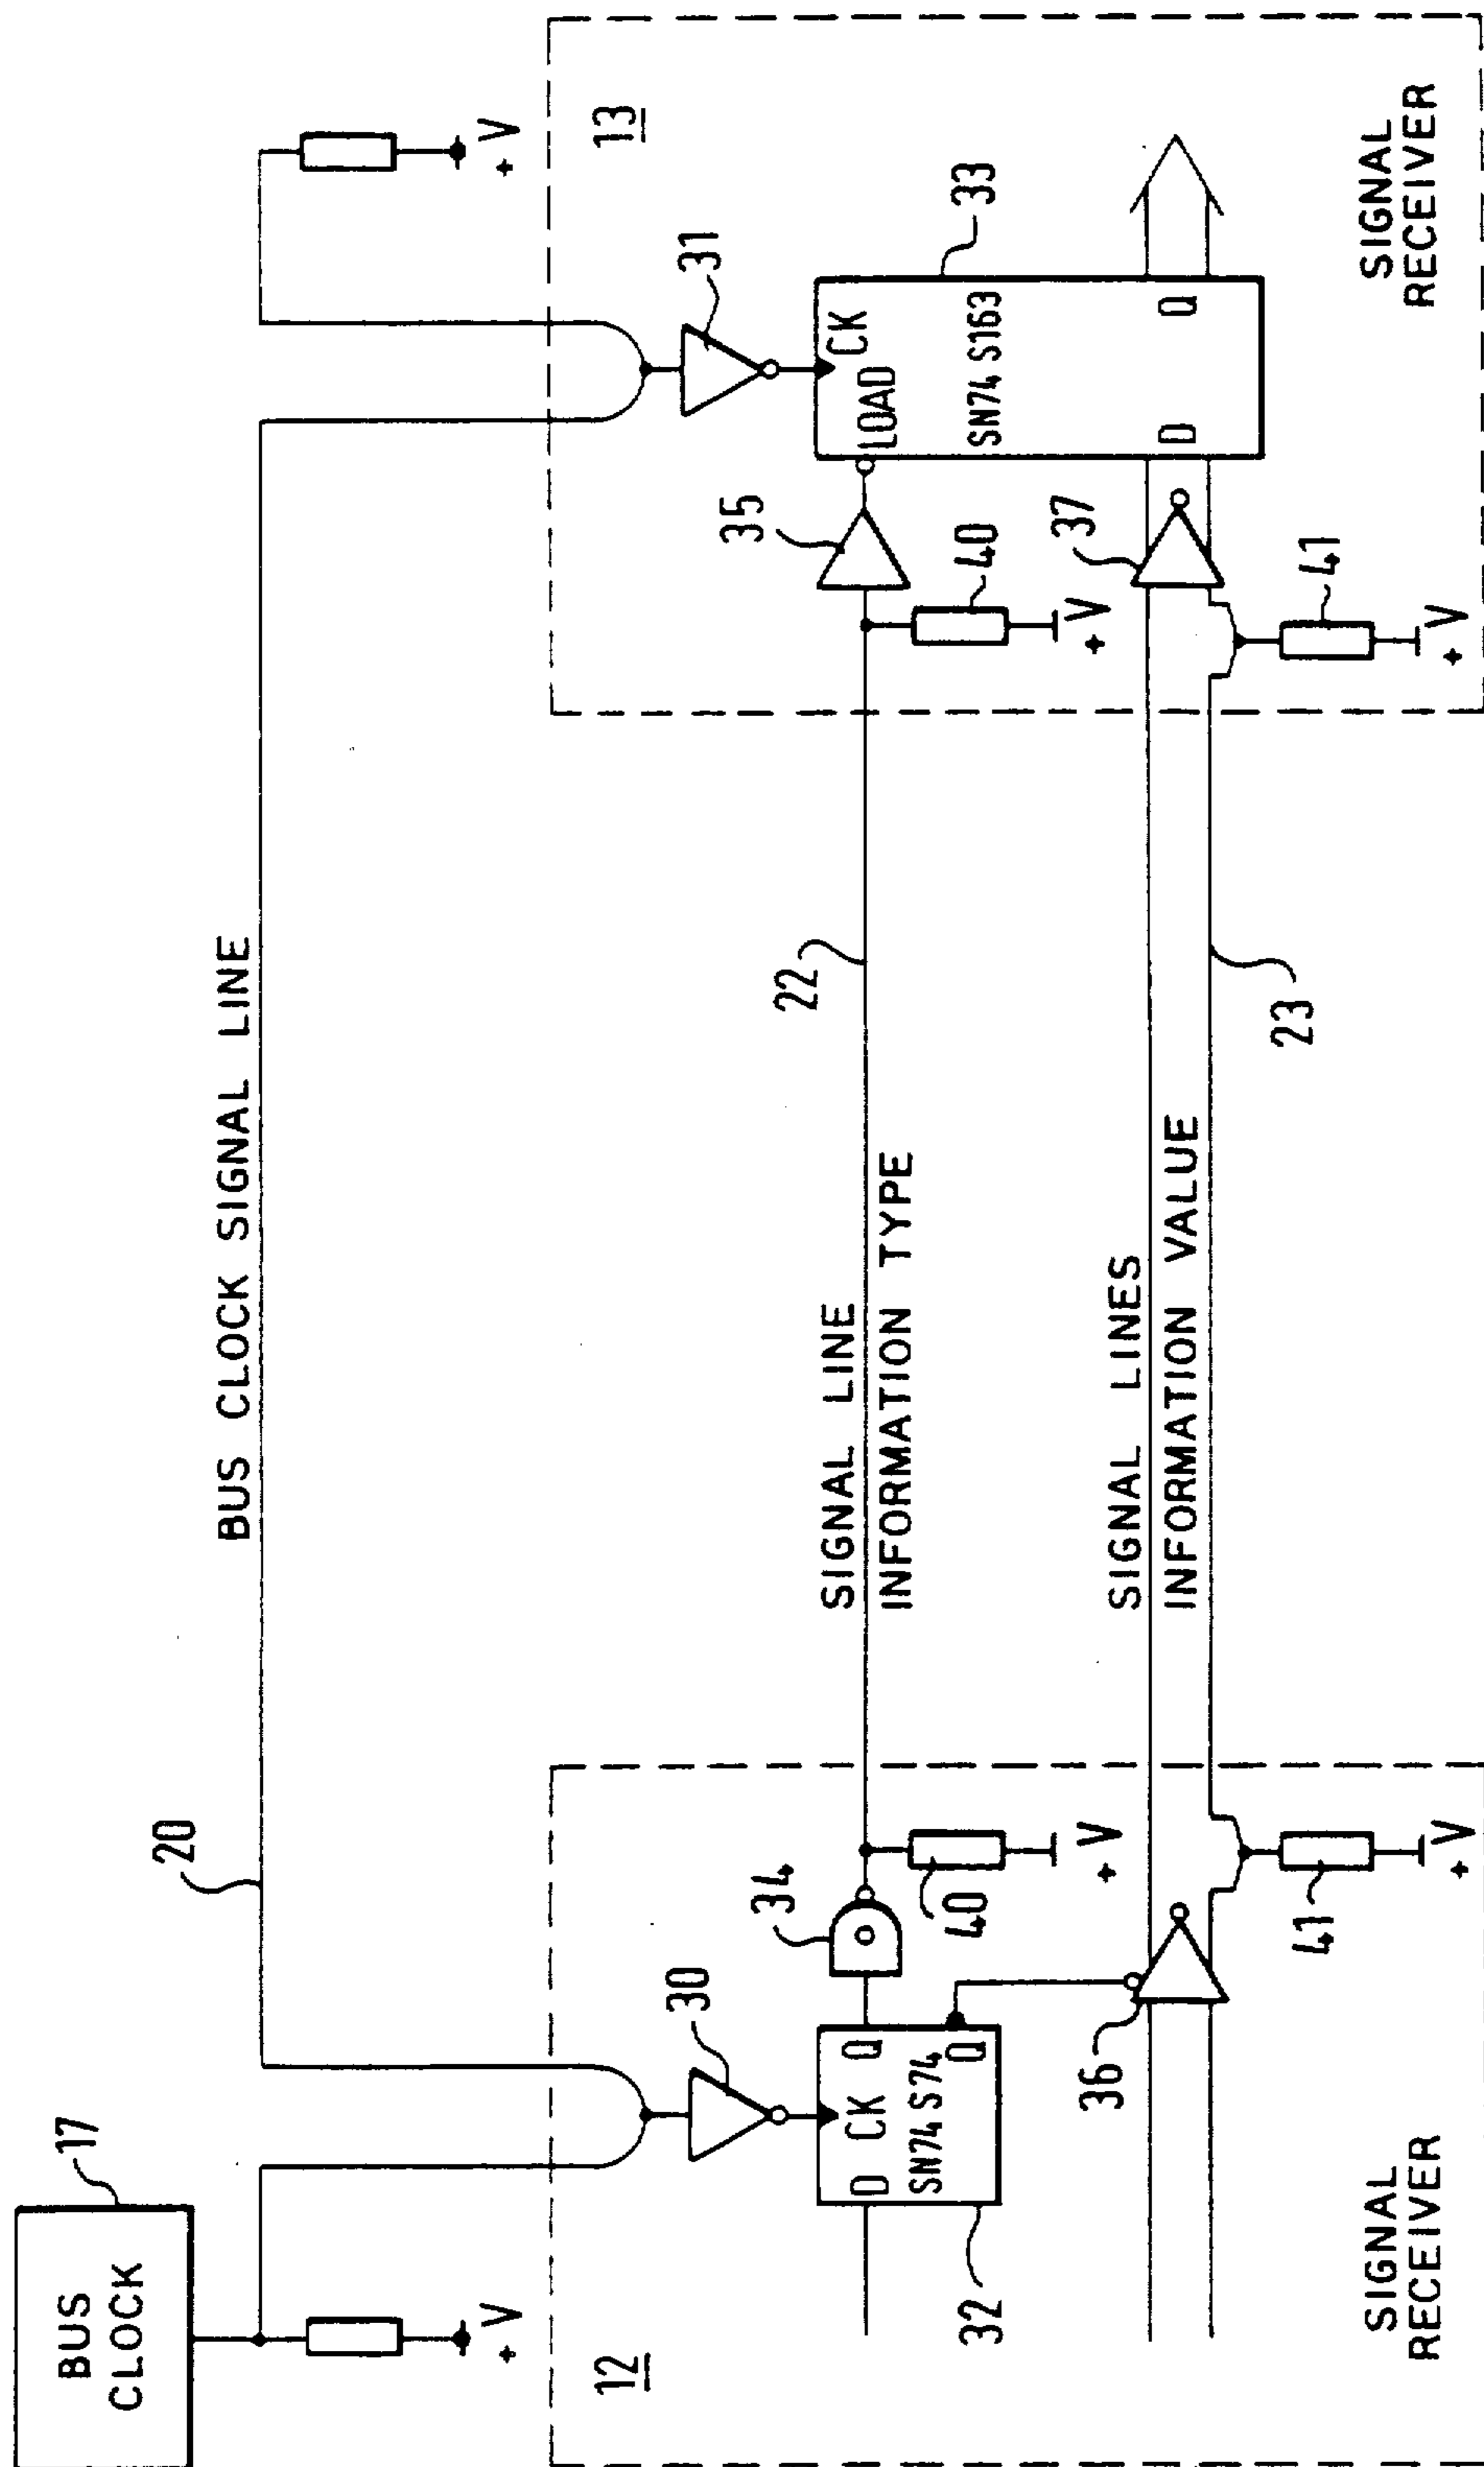 BUS
CLOCK
17
20
BUS CLOCK SIGNAL LINE
+ V
+ V
12
13
30
31
D CK Q
SN74 S74
Q
32
34
40
+ V
36
41
+ V
SIGNAL
RECEIVER
SIGNAL LINE
INFORMATION TYPE
22
SIGNAL LINES
INFORMATION VALUE
23
35
40
+ V
37
41
+ V
CK
LOAD
SN74 S163
D Q
33
SIGNAL
RECEIVER